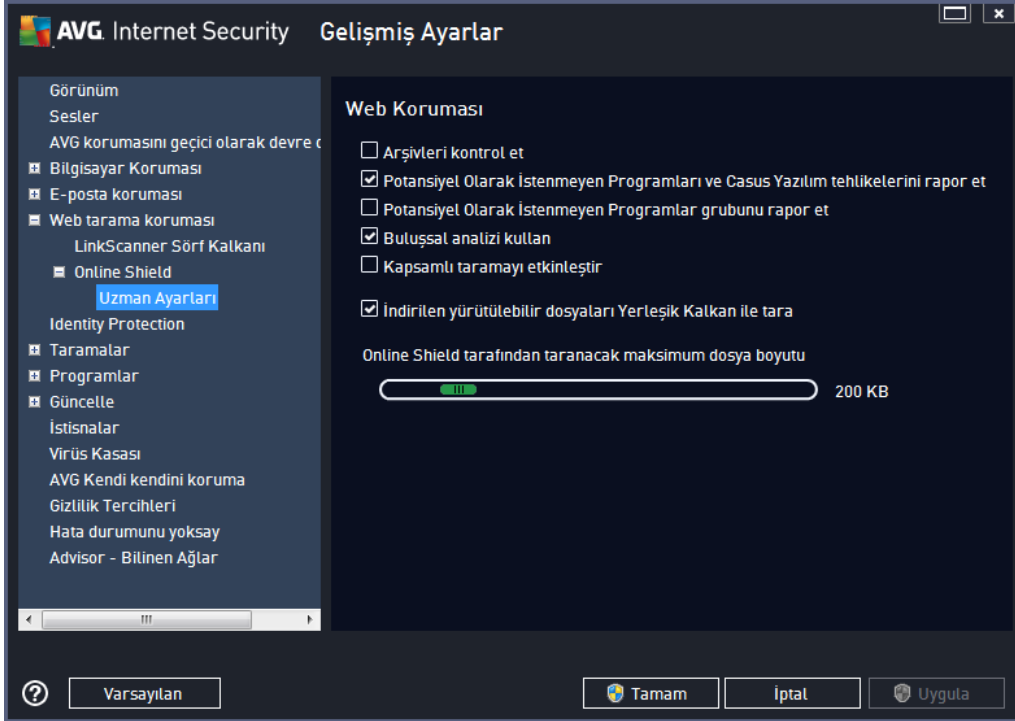 AVG. Internet Security Gelişmiş Ayarlar
Görünüm
Sesler
AVG korumasını geçici olarak devre
Bilgisayar Koruması
E-posta koruması
Web tarama koruması
LinkScanner Sörf Kalkanı
Online Shield
Uzman Ayarları
Identity Protection
Taramalar
Programlar
Güncelle
İstisnalar
Virüs Kasası
AVG Kendi kendini koruma
Gizlilik Tercihleri
Hata durumunu yoksay
Advisor - Bilinen Ağlar
Web Koruması
Arşivleri kontrol et
Potansiyel Olarak İstenmeyen Programları ve Casus Yazılım tehlikelerini rapor et
Potansiyel Olarak İstenmeyen Programlar grubunu rapor et
Buluşsal analizi kullan
Kapsamlı taramayı etkinleştir
İndirilen yürütülebilir dosyaları Yerleşik Kalkan ile tara
Online Shield tarafından taranacak maksimum dosya boyutu
200 KB
Varsayılan
Tamam
İptal
Uygula